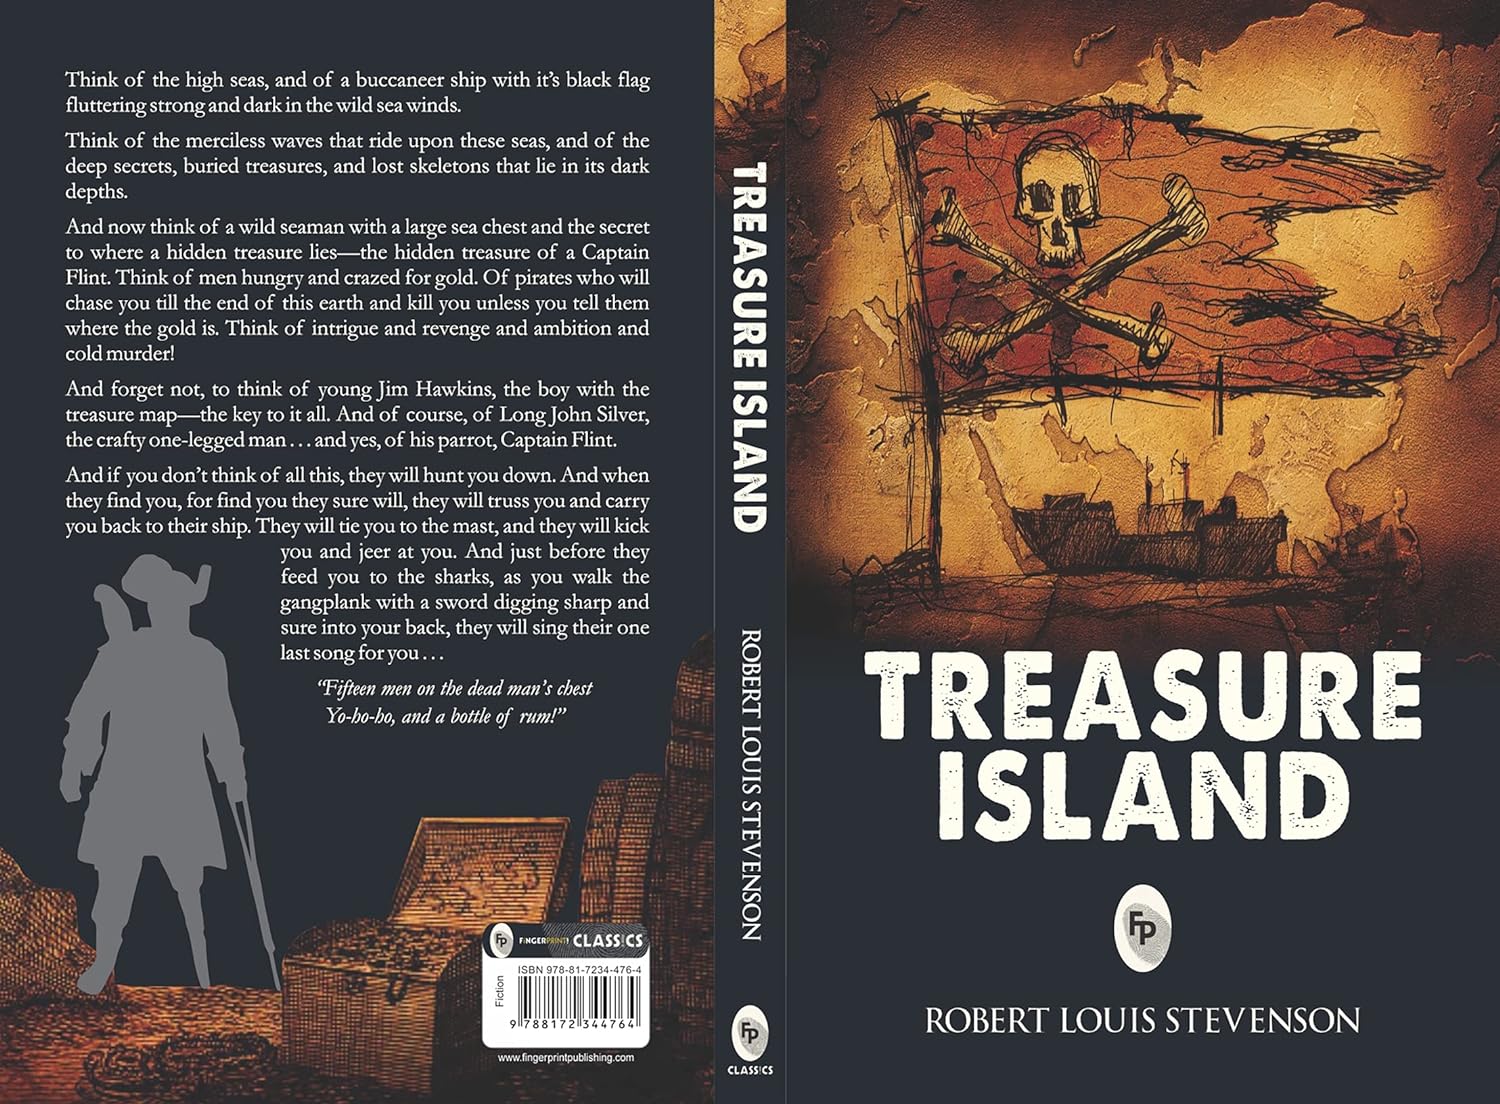 Think of the high seas, and of a buccaneer ship with it's black flag
fluttering strong and dark in the wild sea winds.
Think of the merciless waves that ride upon these seas, and of the
deep secrets, buried treasures, and lost skeletons that lie in its dark
depths.
And now think of a wild seaman with a large sea chest and the secret
to where a hidden treasure lies—the hidden treasure of a Captain
Flint. Think of men hungry and crazed for gold. Of pirates who will
chase you till the end of this earth and kill you unless you tell them
where the gold is. Think of intrigue and revenge and ambition and
cold murder!
And forget not, to think of young Jim Hawkins, the boy with the
treasure map—the key to it all. And of course, of Long John Silver,
the crafty one-legged man . . . and yes, of his parrot, Captain Flint.
And if you don't think of all this, they will hunt you down. And when
they find you, for find you they sure will, they will truss you and carry
you back to their ship. They will tie you to the mast, and they will kick
you and jeer at you. And just before they
feed you to the sharks, as you walk the
gangplank with a sword digging sharp and
sure into your back, they will sing their one
last song for you . . .
"Fifteen men on the dead man's chest
Yo-ho-ho, and a bottle of rum!"
FP FiNGERPRINT! CLASS!CS
Fiction
ISBN 978-81-7234-476-4
9 788172 344764
www.fingerprintpublishing.com
TREASURE ISLAND
ROBERT LOUIS STEVENSON
FP
CLASS!CS
TREASURE
ISLAND
FP
ROBERT LOUIS STEVENSON